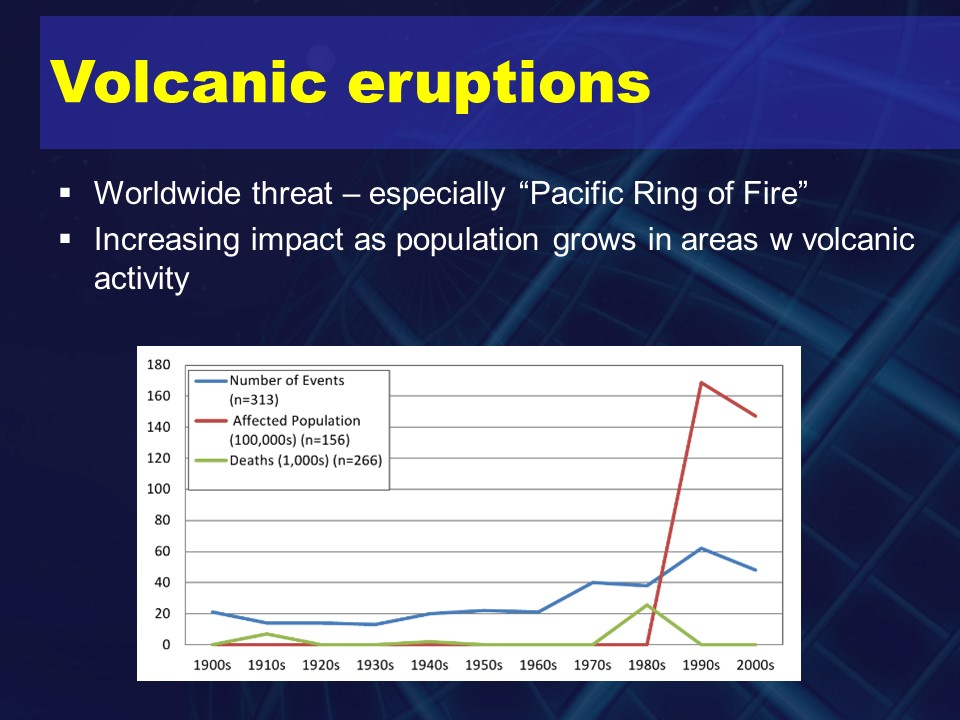 Volcanic eruptions
▪ Worldwide threat – especially “Pacific Ring of Fire”
▪ Increasing impact as population grows in areas w volcanic
activity
180
160
140
120
100
80
60
40
20
0
Number of Events
(n=313)
Affected Population
(100,000s) (n=156)
Deaths (1,000s) (n=266)
1900s 1910s 1920s 1930s 1940s 1950s 1960s 1970s 1980s 1990s 2000s